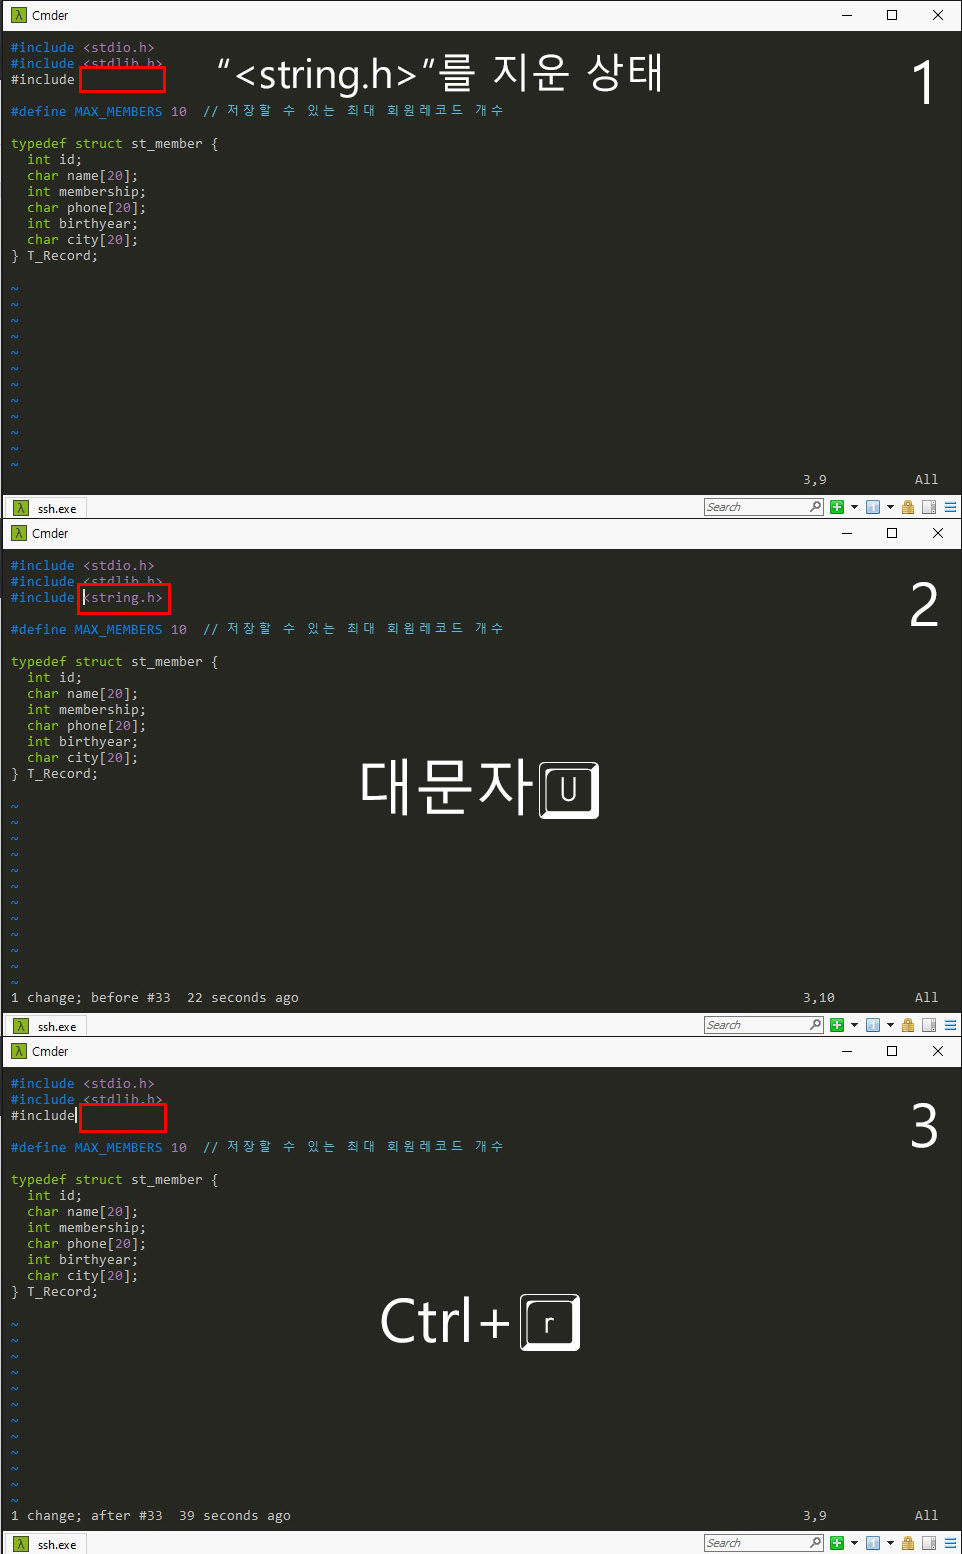 Cmder
#include <stdio.h>
#include <stdlib.h>
#include
“<string.h>”를 지운 상태
1
#define MAX_MEMBERS 10  // 저장할 수 있는 최대 회원레코드 개수
typedef struct st_member {
  int id;
  char name[20];
  int membership;
  char phone[20];
  int birthyear;
  char city[20];
} T_Record;
~
~
~
~
~
~
~
~
~
~
~
~
3,9 All
ssh.exe Search
Cmder
#include <stdio.h>
#include <stdlib.h>
#include <string.h>
2
#define MAX_MEMBERS 10  // 저장할 수 있는 최대 회원레코드 개수
typedef struct st_member {
  int id;
  char name[20];
  int membership;
  char phone[20];
  int birthyear;
  char city[20];
} T_Record;
대문자 U
~
~
~
~
~
~
~
~
~
~
~
~
1 change; before #33  22 seconds ago 3,10 All
ssh.exe Search
Cmder
#include <stdio.h>
#include <stdlib.h>
#include
3
#define MAX_MEMBERS 10  // 저장할 수 있는 최대 회원레코드 개수
typedef struct st_member {
  int id;
  char name[20];
  int membership;
  char phone[20];
  int birthyear;
  char city[20];
} T_Record;
Ctrl+ r
~
~
~
~
~
~
~
~
~
~
~
~
1 change; after #33  39 seconds ago 3,9 All
ssh.exe Search